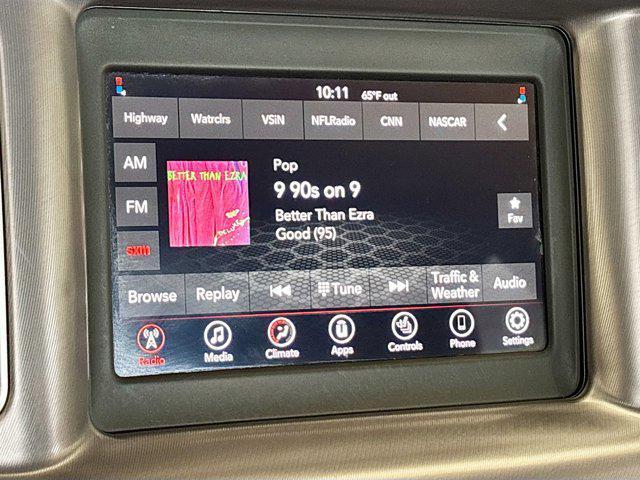 10:11 65°F out
Highway Watrclrs VSiN NFLRadio CNN NASCAR
AM
FM
SXM
BETTER THAN EZRA
DELUXE
Pop
9 90s on 9
Better Than Ezra
Good (95)
Fav
Browse Replay Tune Traffic & Weather Audio
Radio Media Climate Apps Controls Phone Settings